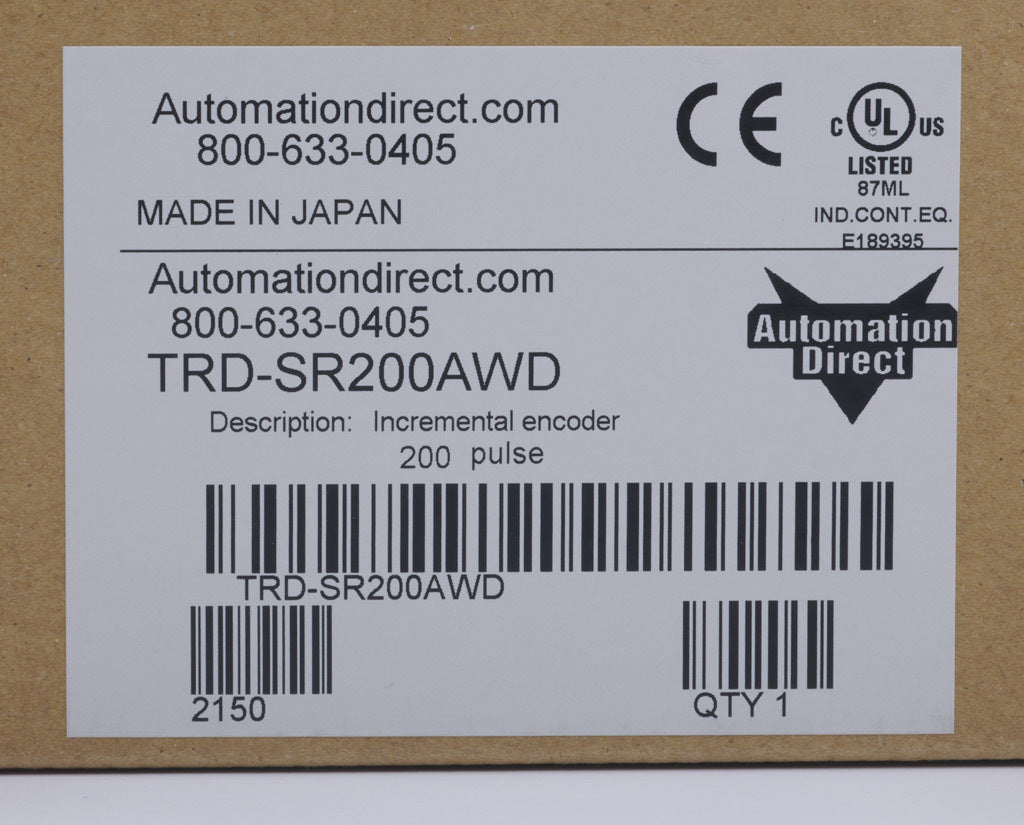 Automationdirect.com
800-633-0405
MADE IN JAPAN
CE
C UL US
LISTED
87ML
IND.CONT.EQ.
E189395
Automationdirect.com
800-633-0405
TRD-SR200AWD
Description: Incremental encoder
200 pulse
Automation
Direct
TRD-SR200AWD
2150
QTY 1